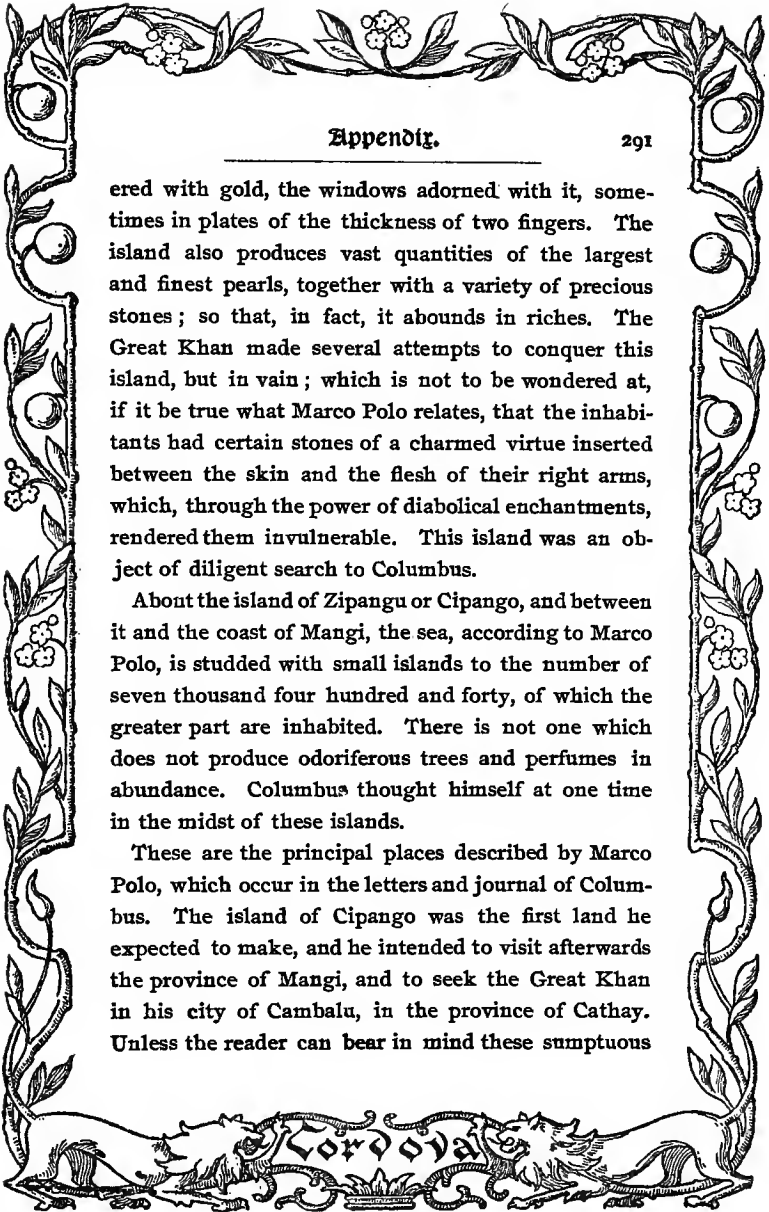 Appendix. 291
ered with gold, the windows adorned with it, some-
times in plates of the thickness of two fingers. The
island also produces vast quantities of the largest
and finest pearls, together with a variety of precious
stones ; so that, in fact, it abounds in riches. The
Great Khan made several attempts to conquer this
island, but in vain ; which is not to be wondered at,
if it be true what Marco Polo relates, that the inhabi-
tants had certain stones of a charmed virtue inserted
between the skin and the flesh of their right arms,
which, through the power of diabolical enchantments,
rendered them invulnerable. This island was an ob-
ject of diligent search to Columbus.
About the island of Zipangu or Cipango, and between
it and the coast of Mangi, the sea, according to Marco
Polo, is studded with small islands to the number of
seven thousand four hundred and forty, of which the
greater part are inhabited. There is not one which
does not produce odoriferous trees and perfumes in
abundance. Columbus thought himself at one time
in the midst of these islands.
These are the principal places described by Marco
Polo, which occur in the letters and journal of Colum-
bus. The island of Cipango was the first land he
expected to make, and he intended to visit afterwards
the province of Mangi, and to seek the Great Khan
in his city of Cambalu, in the province of Cathay.
Unless the reader can bear in mind these sumptuous
Cordova